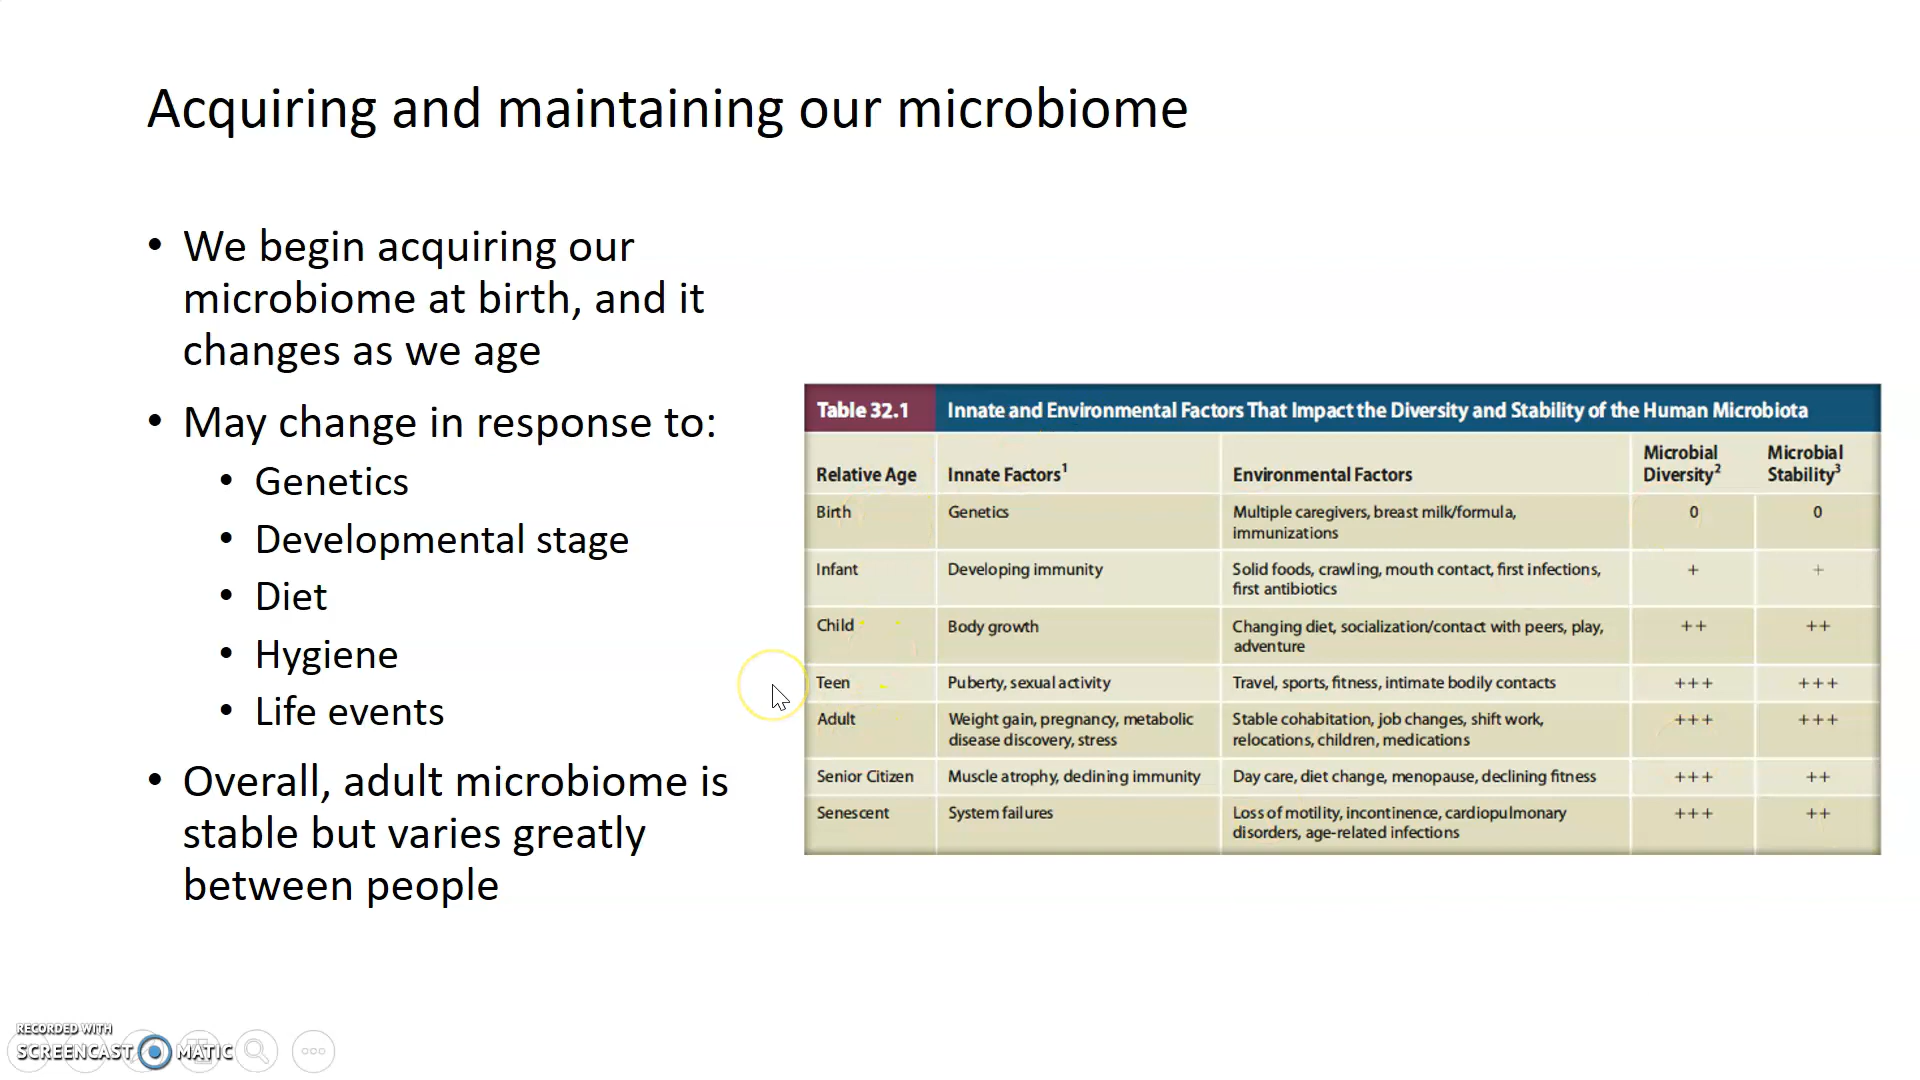 Acquiring and maintaining our microbiome
• We begin acquiring our
microbiome at birth, and it
changes as we age
• May change in response to:
• Genetics
• Developmental stage
• Diet
• Hygiene
• Life events
• Overall, adult microbiome is
stable but varies greatly
between people
Table 32.1 Innate and Environmental Factors That Impact the Diversity and Stability of the Human Microbiota
Relative Age Innate Factors¹ Environmental Factors Microbial Diversity² Microbial Stability³
Birth Genetics Multiple caregivers, breast milk/formula, 0 0
immunizations
Infant Developing immunity Solid foods, crawling, mouth contact, first infections, + +
first antibiotics
Child Body growth Changing diet, socialization/contact with peers, play, ++ ++
adventure
Teen Puberty, sexual activity Travel, sports, fitness, intimate bodily contacts +++ +++
Adult Weight gain, pregnancy, metabolic Stable cohabitation, job changes, shift work, +++ +++
disease discovery, stress relocations, children, medications
Senior Citizen Muscle atrophy, declining immunity Day care, diet change, menopause, declining fitness +++ ++
Senescent System failures Loss of motility, incontinence, cardiopulmonary +++ ++
disorders, age-related infections
RECORDED WITH
SCREENCAST MATIC